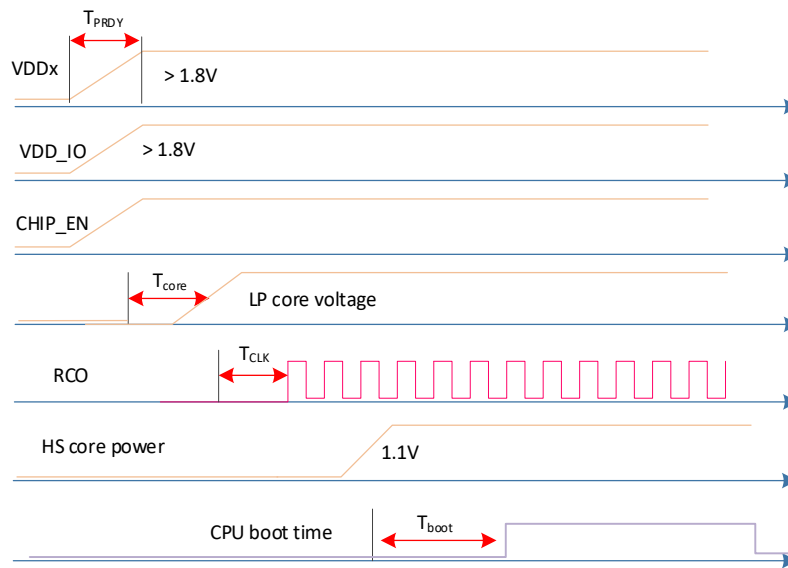 TPRDY
VDDx
> 1.8V
VDD_IO
> 1.8V
CHIP_EN
Tcore
LP core voltage
TCLK
RCO
HS core power
1.1V
CPU boot time
Tboot